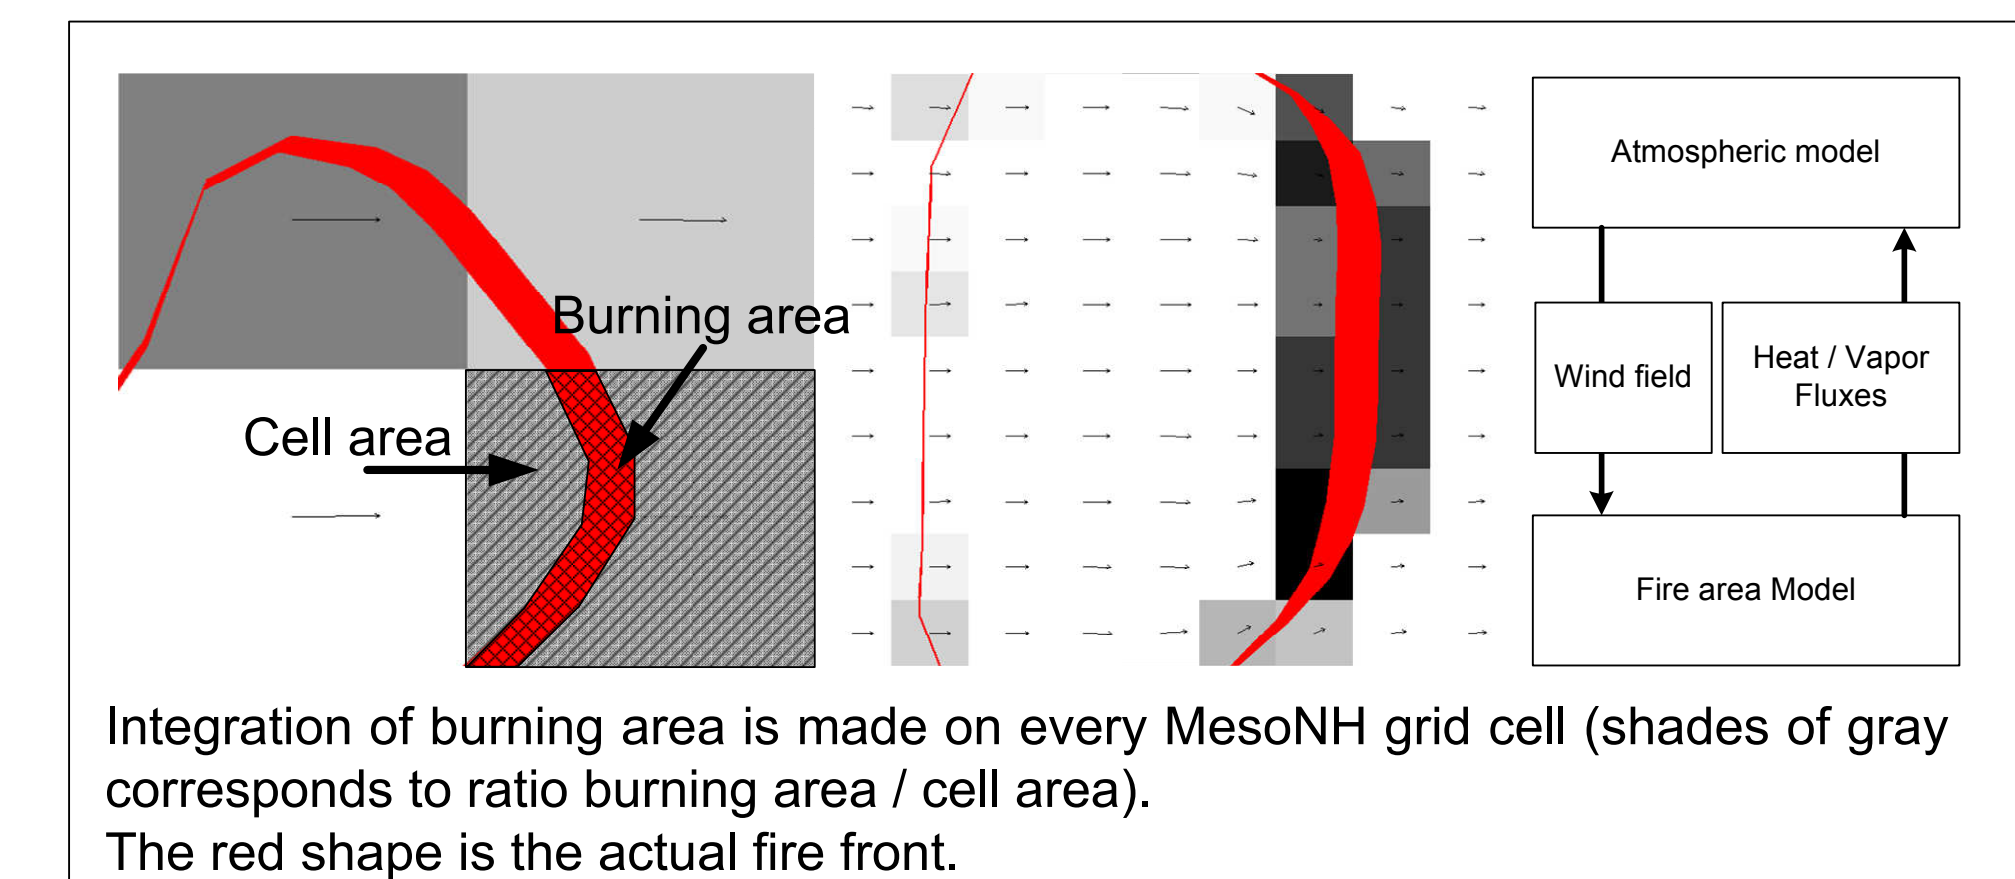 Burning area
Cell area
Atmospheric model
Wind field
Heat / Vapor
Fluxes
Fire area Model
Integration of burning area is made on every MesoNH grid cell (shades of gray
corresponds to ratio burning area / cell area).
The red shape is the actual fire front.